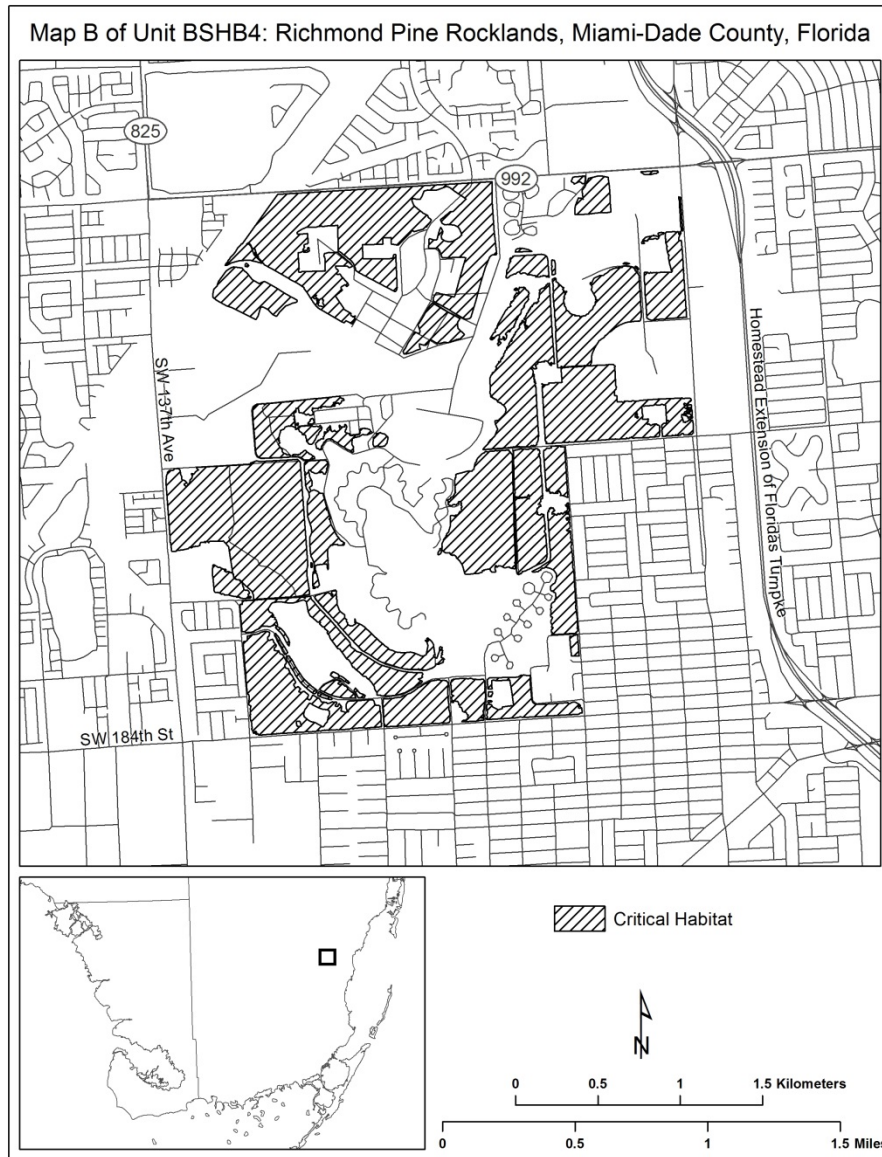 Map B of Unit BSHB4: Richmond Pine Rocklands, Miami-Dade County, Florida
825
992
SW 137th Ave
Homestead Extension of Floridas Turnpke
SW 184th St
Critical Habitat
N
0 0.5 1 1.5 Kilometers
0 0.5 1 1.5 Miles